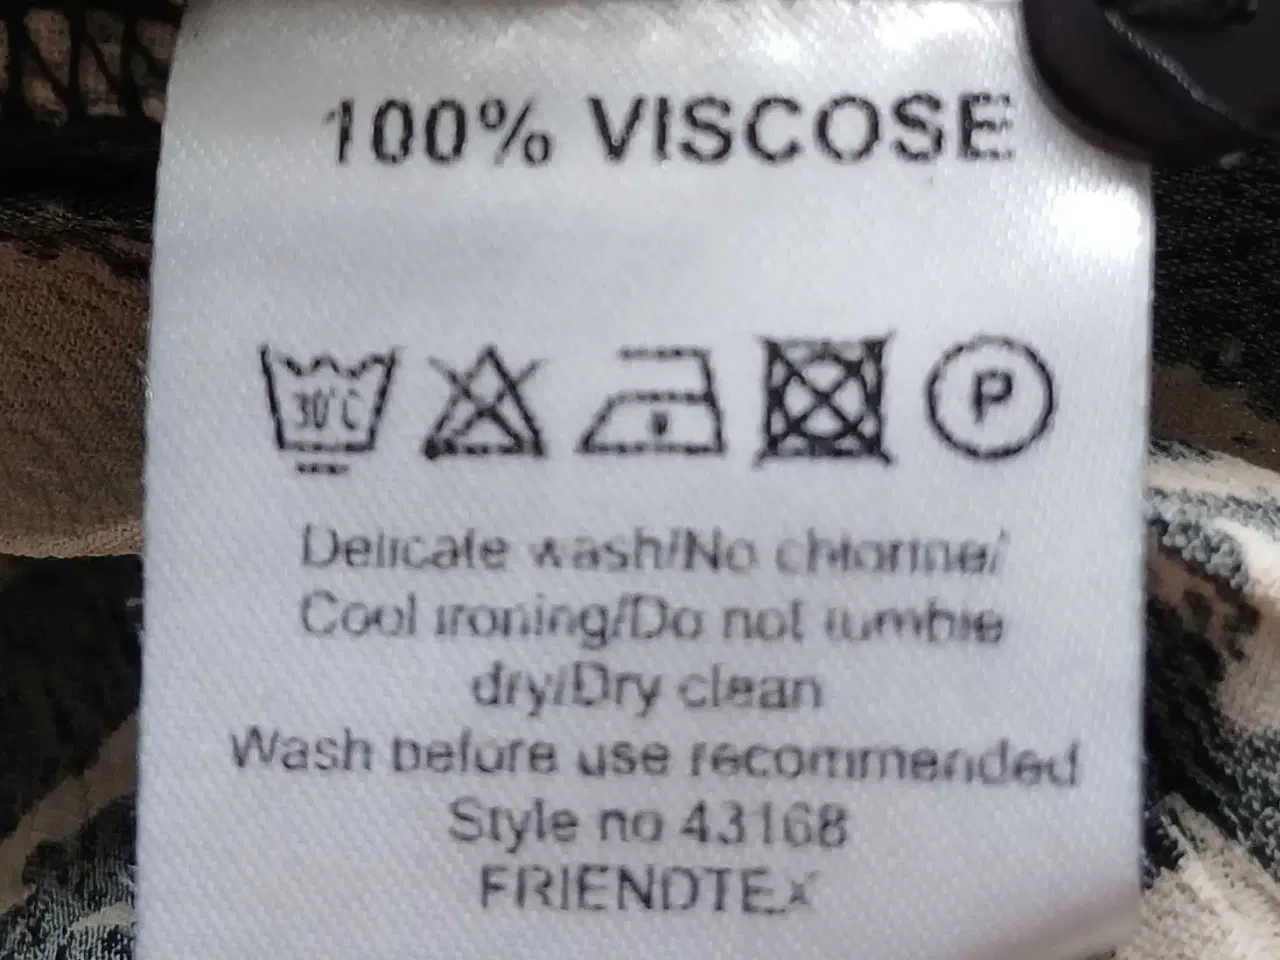 100% VISCOSE
30°C
P
Delicate wash/No chlorine/
Cool ironing/Do not tumble
dry/Dry clean
Wash before use recommended
Style no 43168
FRIENDTEX